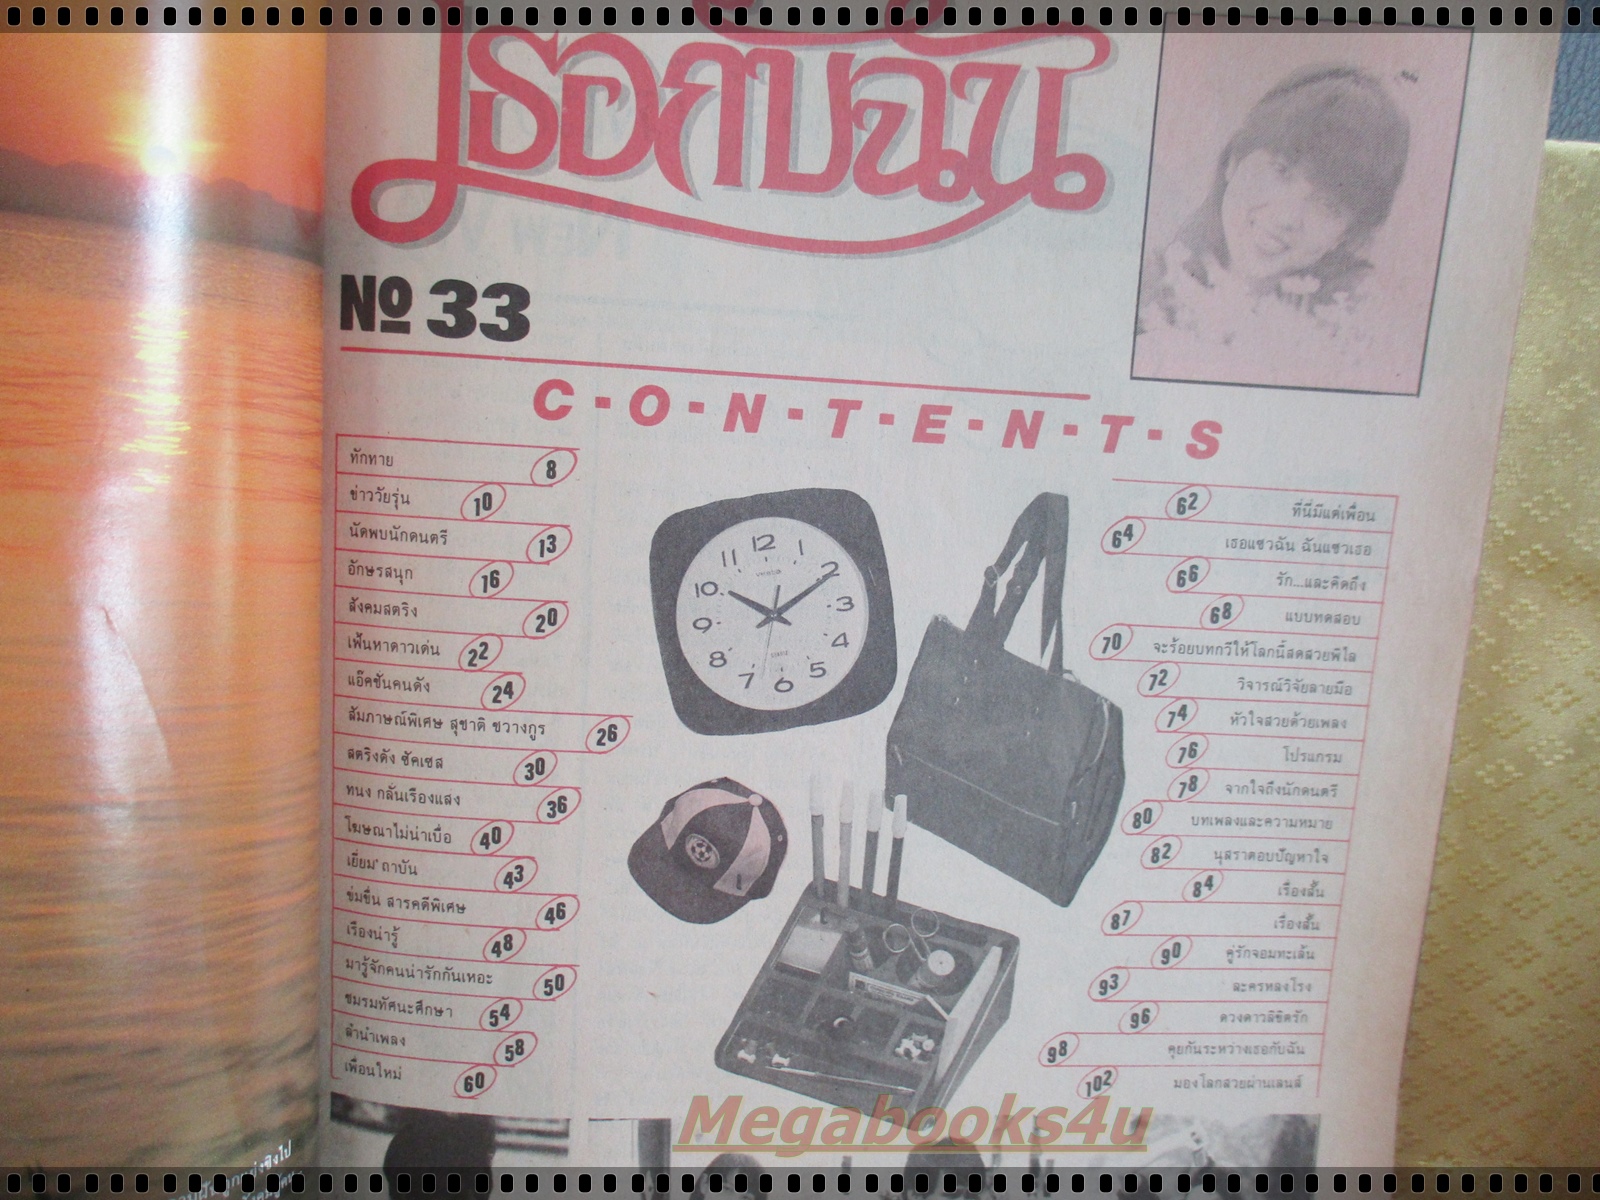 เธอกับฉัน
No 33
C-O-N-T-E-N-T-S
ทักทาย 8
ข่าววัยรุ่น 10
นัดพบนักดนตรี 13
อักษรสนุก 16
สังคมสตริง 20
เฟ้นหาดาวเด่น 22
แอ๊คชั่นคนดัง 24
สัมภาษณ์พิเศษ สุชาติ ชวางกูร 26
สตริงดัง ซัคเซส 30
ทนง กลั่นเรืองแสง 36
โฆษณาไม่น่าเบื่อ 40
เยี่ยม' ถาบัน 43
ข่มขืน สารคดีพิเศษ 46
เรื่องน่ารู้ 48
มารู้จักคนน่ารักกันเหอะ 50
ชมรมทัศนะศึกษา 54
ลำนำเพลง 58
เพื่อนใหม่ 60
62 ที่นี่มีแต่เพื่อน
64 เธอแซวฉัน ฉันแซวเธอ
66 รัก...และคิดถึง
68 แบบทดสอบ
70 จะร้อยบทกวีให้โลกนี้สดสวยพิไล
72 วิจารณ์วิจัยลายมือ
74 หัวใจสวยด้วยเพลง
76 โปรแกรม
78 จากใจถึงนักดนตรี
80 บทเพลงและความหมาย
82 นุสราตอบปัญหาใจ
84 เรื่องสั้น
87 เรื่องสั้น
90 คู่รักจอมทะเล้น
93 ละครหลงโรง
96 ดวงดาวลิขิตรัก
98 คุยกันระหว่างเธอกับฉัน
102 มองโลกสวยผ่านเลนส์
12 1 2 3 4 5 6 7 8 9 10 11
Megabooks4u